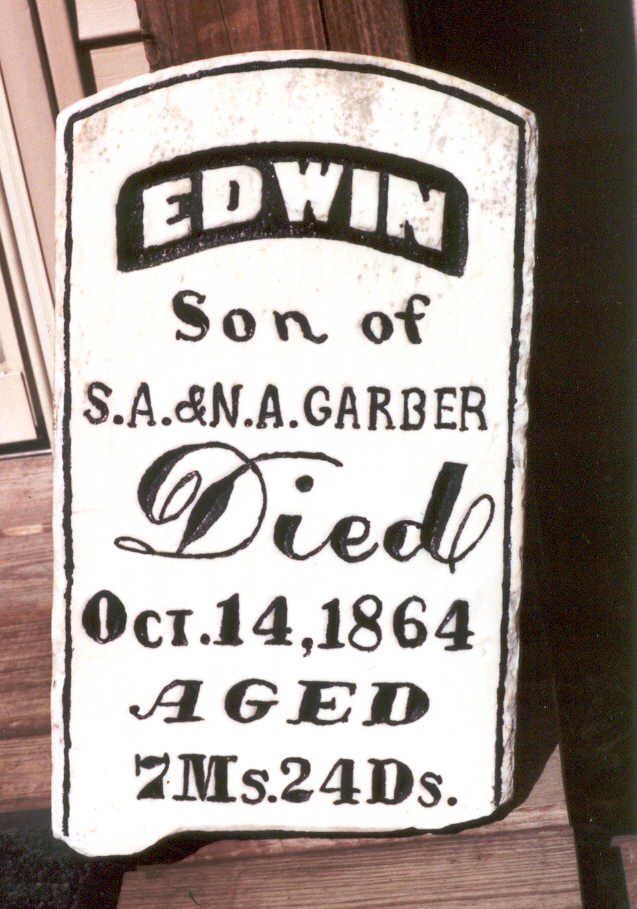 EDWIN
Son of
S.A.&N.A.GARBER
Died
Oct.14,1864
AGED
7Ms.24Ds.